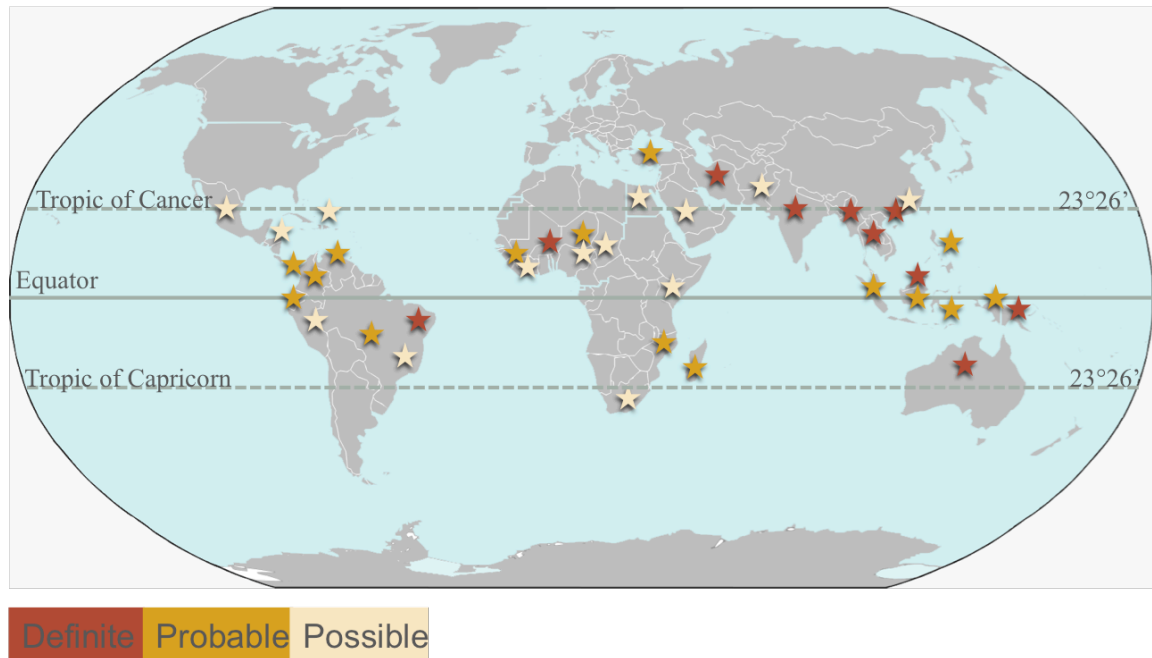 Tropic of Cancer 23°26’
Equator
Tropic of Capricorn 23°26’
Definite Probable Possible